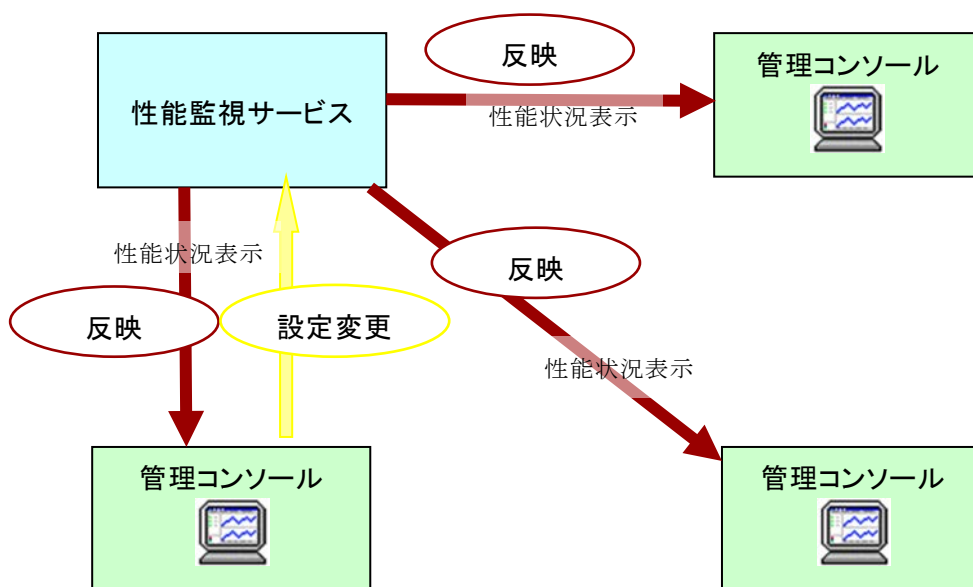 反映
管理コンソール
性能監視サービス
性能状況表示
性能状況表示
反映
反映
設定変更
性能状況表示
管理コンソール
管理コンソール